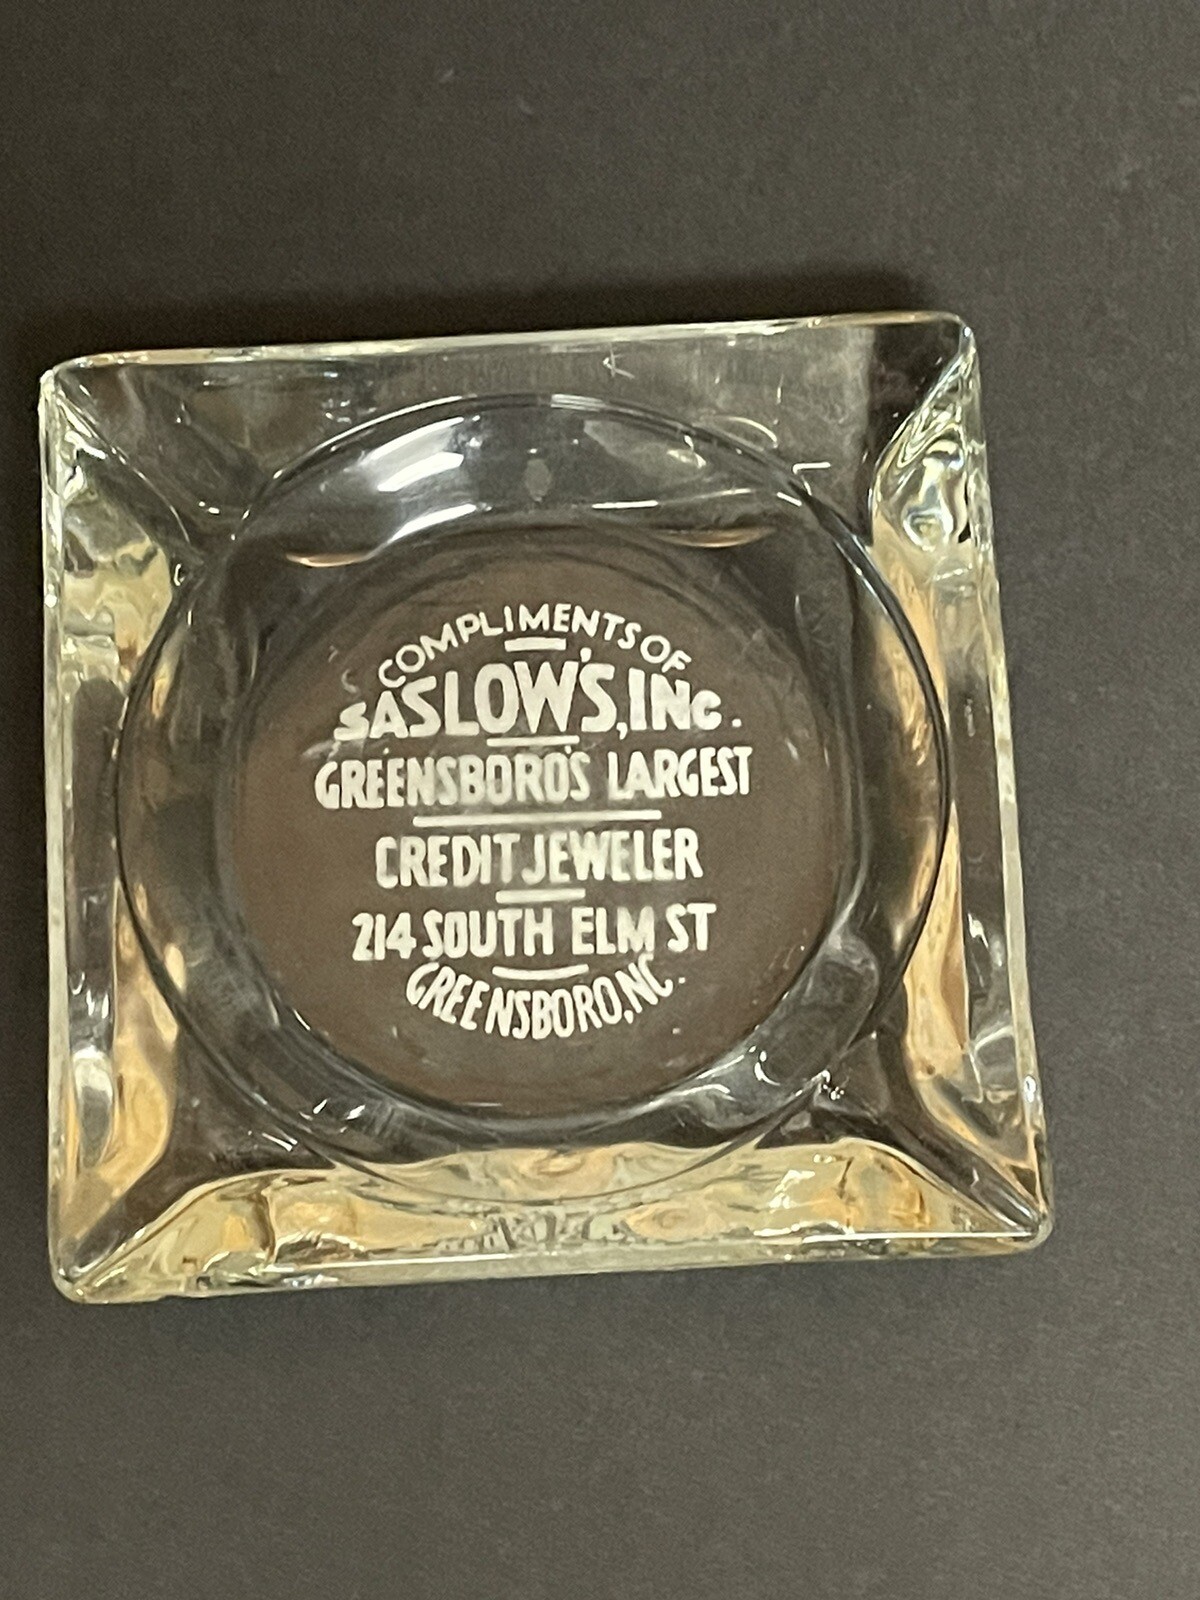 COMPLIMENTS OF
SASLOW'S, INC.
GREENSBORO'S LARGEST
CREDIT JEWELER
214 SOUTH ELM ST
GREENSBORO, NC.